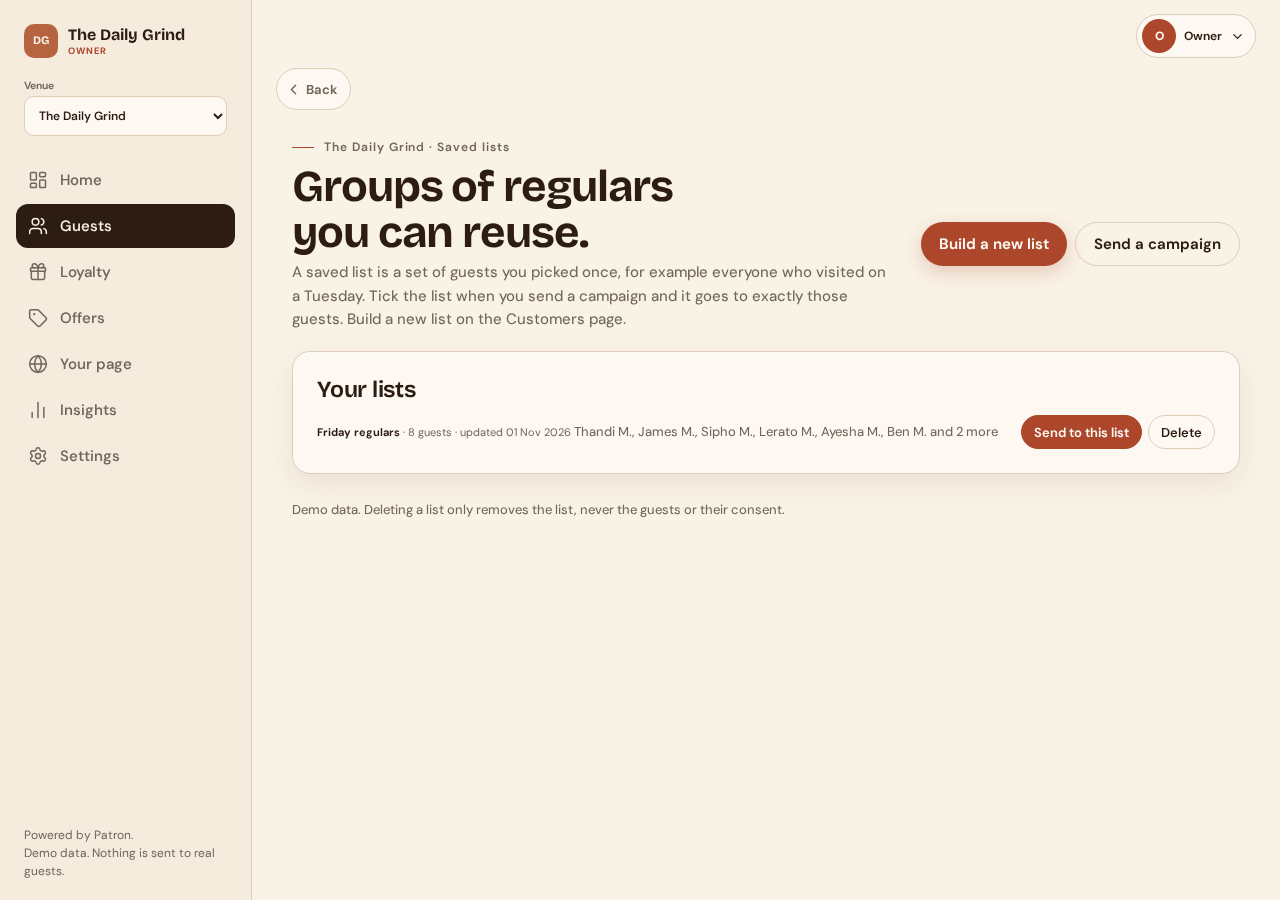 DG
The Daily Grind
OWNER
Venue
The Daily Grind
Home
Guests
Loyalty
Offers
Your page
Insights
Settings
Powered by Patron.
Demo data. Nothing is sent to real
guests.
O
Owner
Back
The Daily Grind · Saved lists
Groups of regulars
you can reuse.
A saved list is a set of guests you picked once, for example everyone who visited on
a Tuesday. Tick the list when you send a campaign and it goes to exactly those
guests. Build a new list on the Customers page.
Build a new list
Send a campaign
Your lists
Friday regulars · 8 guests · updated 01 Nov 2026 Thandi M., James M., Sipho M., Lerato M., Ayesha M., Ben M. and 2 more
Send to this list
Delete
Demo data. Deleting a list only removes the list, never the guests or their consent.